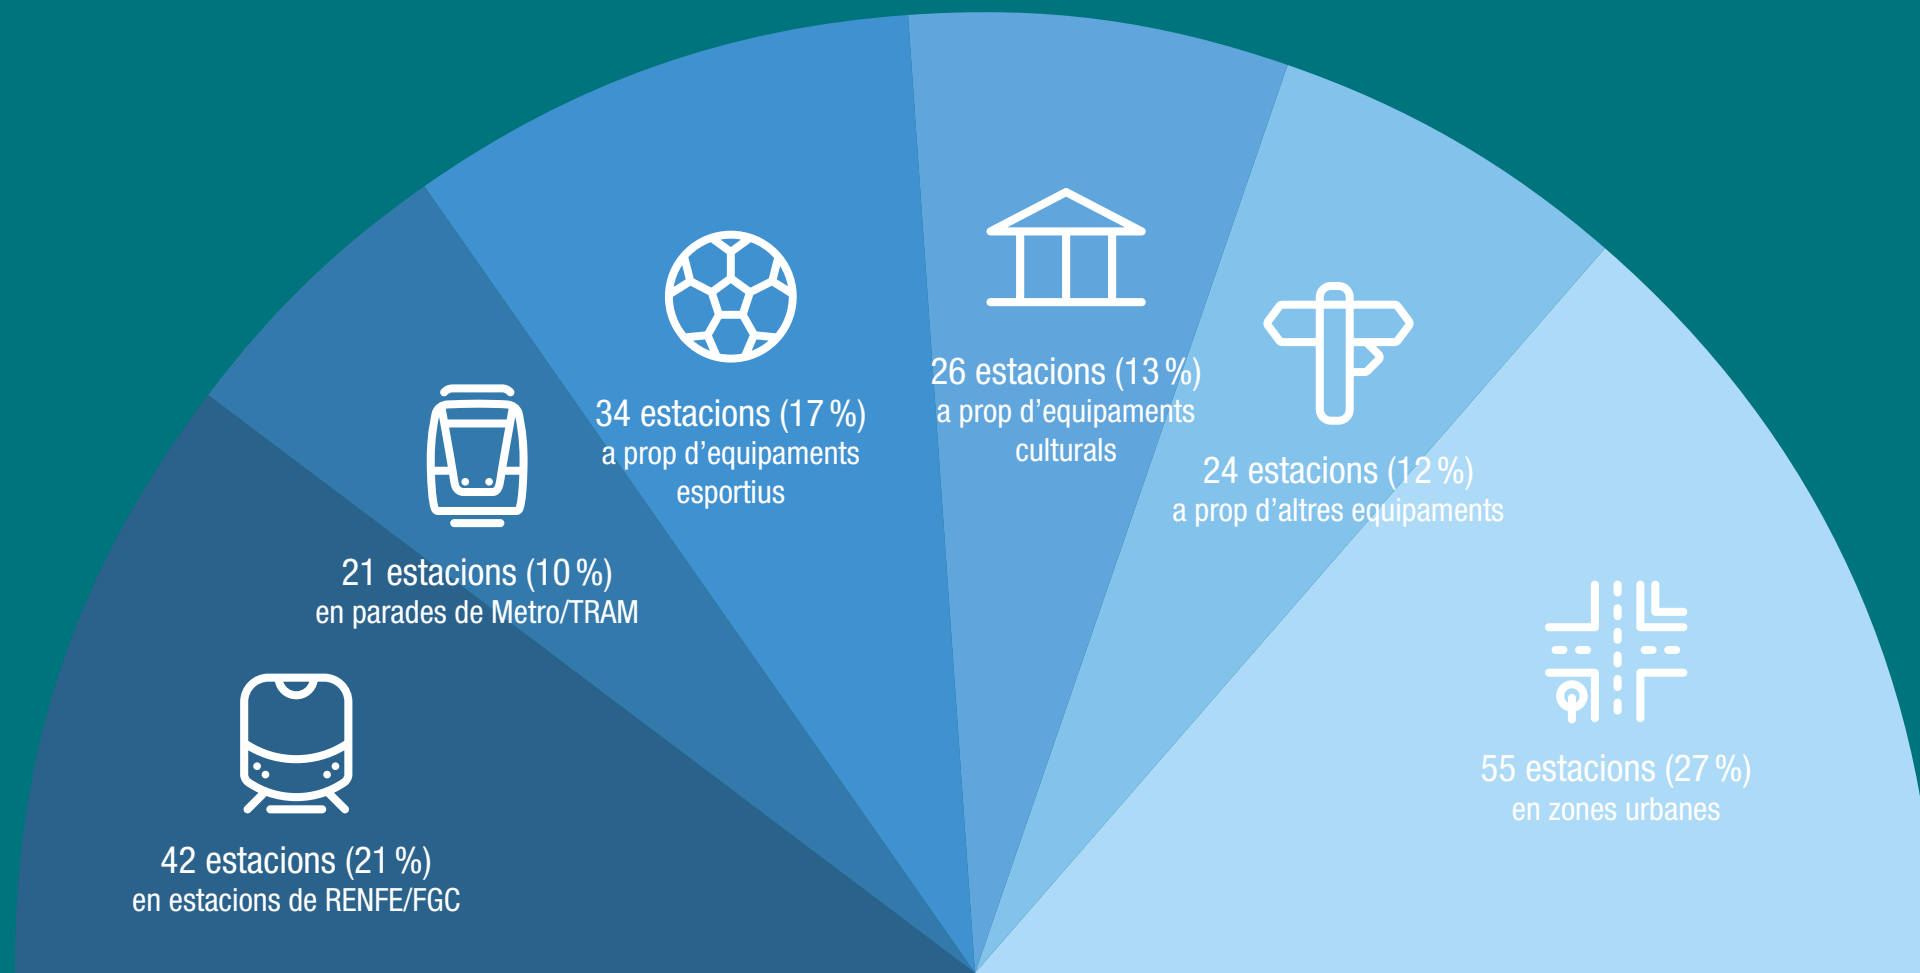 42 estacions (21 %)
en estacions de RENFE/FGC
21 estacions (10 %)
en parades de Metro/TRAM
34 estacions (17 %)
a prop d’equipaments
esportius
26 estacions (13 %)
a prop d’equipaments
culturals
24 estacions (12 %)
a prop d’altres equipaments
55 estacions (27 %)
en zones urbanes